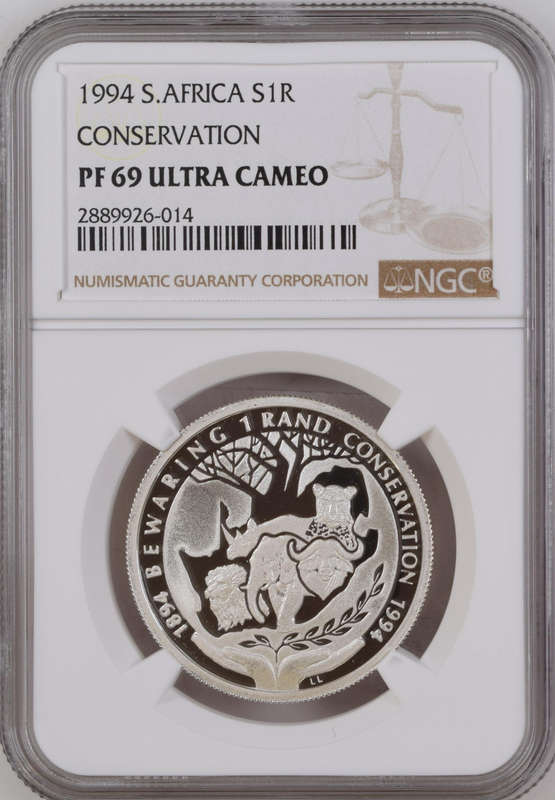 1994 S.AFRICA S1R
CONSERVATION
PF 69 ULTRA CAMEO
2889926-014
NUMISMATIC GUARANTY CORPORATION
NGC®
1894 BEWARING 1 RAND CONSERVATION 1994
LL